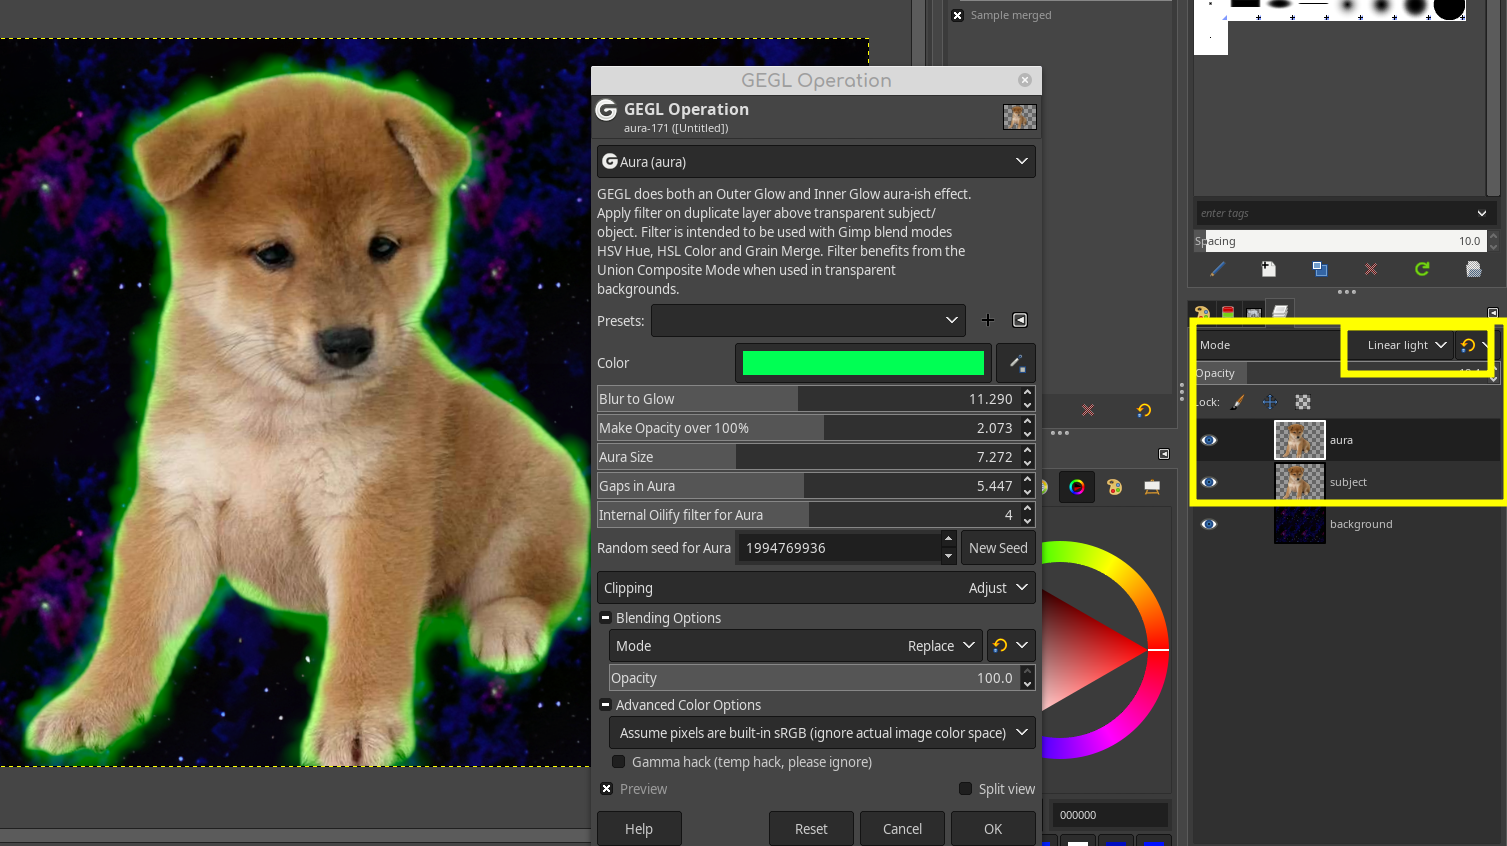 Sample merged
GEGL Operation
GEGL Operation
aura-171 ([Untitled])
Aura (aura)
GEGL does both an Outer Glow and Inner Glow aura-ish effect.
Apply filter on duplicate layer above transparent subject/
object. Filter is intended to be used with Gimp blend modes
HSV Hue, HSL Color and Grain Merge. Filter benefits from the
Union Composite Mode when used in transparent
backgrounds.
Presets:
Color
Blur to Glow 11.290
Make Opacity over 100% 2.073
Aura Size 7.272
Gaps in Aura 5.447
Internal Oilify filter for Aura 4
Random seed for Aura 1994769936 New Seed
Clipping Adjust
Blending Options
Mode Replace
Opacity 100.0
Advanced Color Options
Assume pixels are built-in sRGB (ignore actual image color space)
Gamma hack (temp hack, please ignore)
Preview Split view
Help Reset Cancel OK
000000
enter tags
Spacing 10.0
Mode Linear light
Opacity
Lock:
aura
subject
background